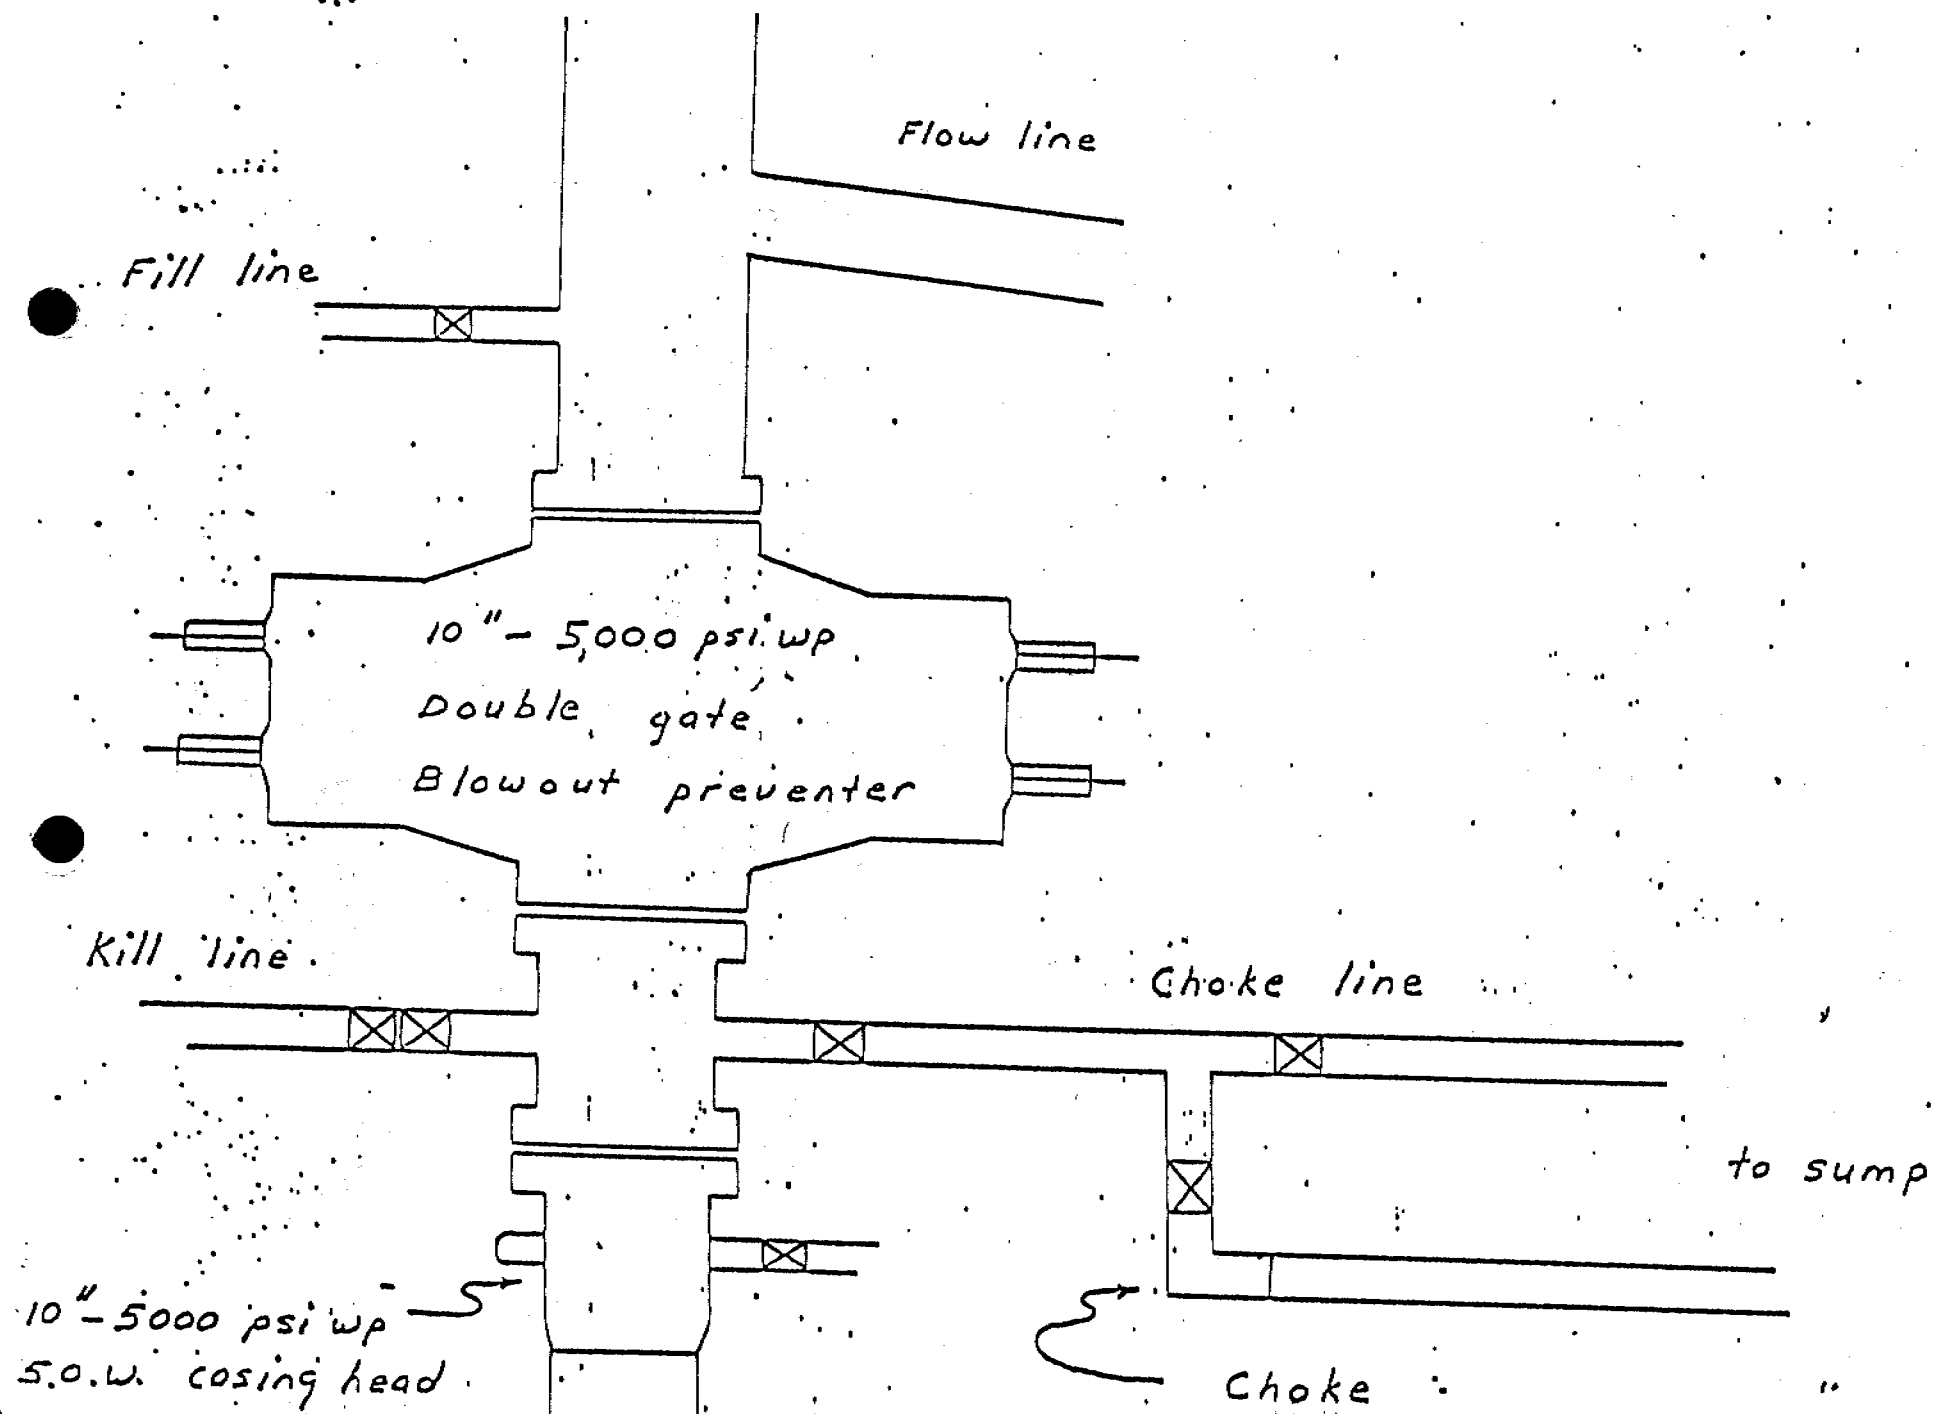 Flow line
Fill line
10" - 5,000 psi wp
Double gate
Blowout preventer
Kill line
Choke line
to sump
10" - 5000 psi wp
S.O.W. cosing head
Choke